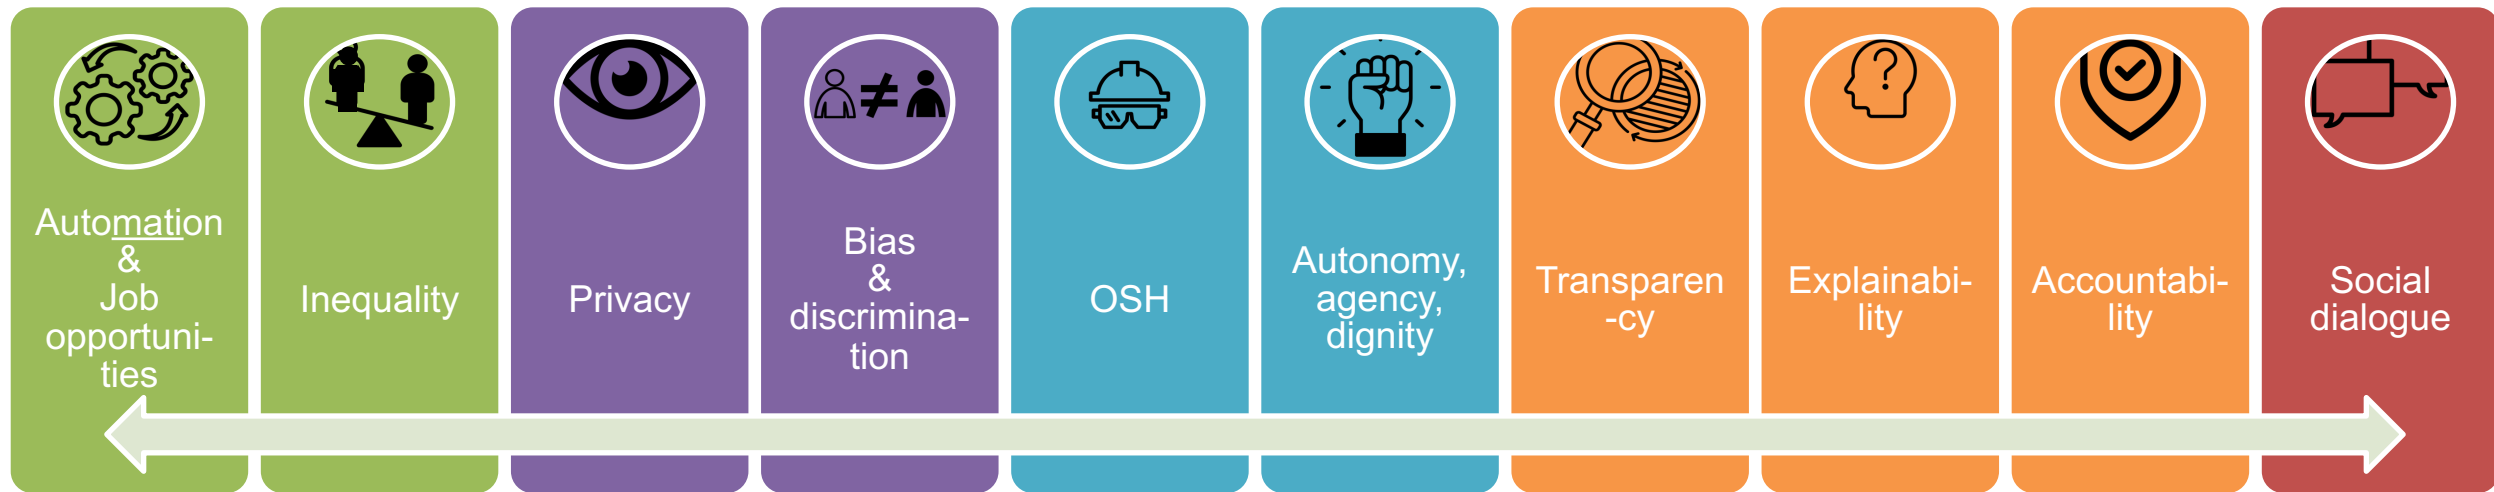 Automation
&
Job
opportuni-
ties
Inequality
Privacy
Bias
&
discrimina-
tion
OSH
Autonomy,
agency,
dignity
Transparen
-cy
Explainabi-
lity
Accountabi-
lity
Social
dialogue